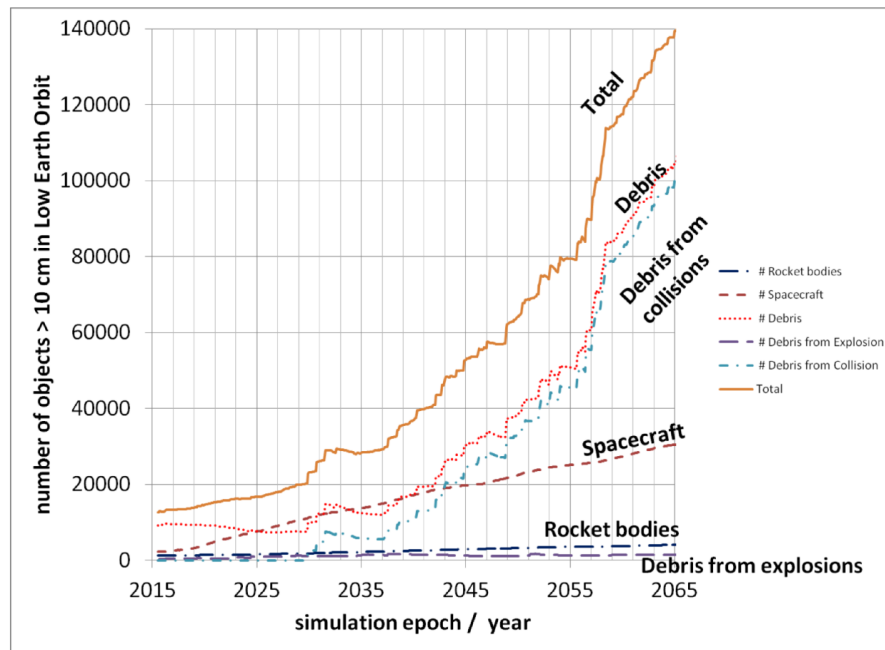 140000
120000
100000
80000
60000
40000
20000
0
number of objects > 10 cm in Low Earth Orbit
Total
Debris
Debris from
collisions
Spacecraft
Rocket bodies
Debris from explosions
2015 2025 2035 2045 2055 2065
simulation epoch / year
# Rocket bodies
# Spacecraft
# Debris
# Debris from Explosion
# Debris from Collision
Total